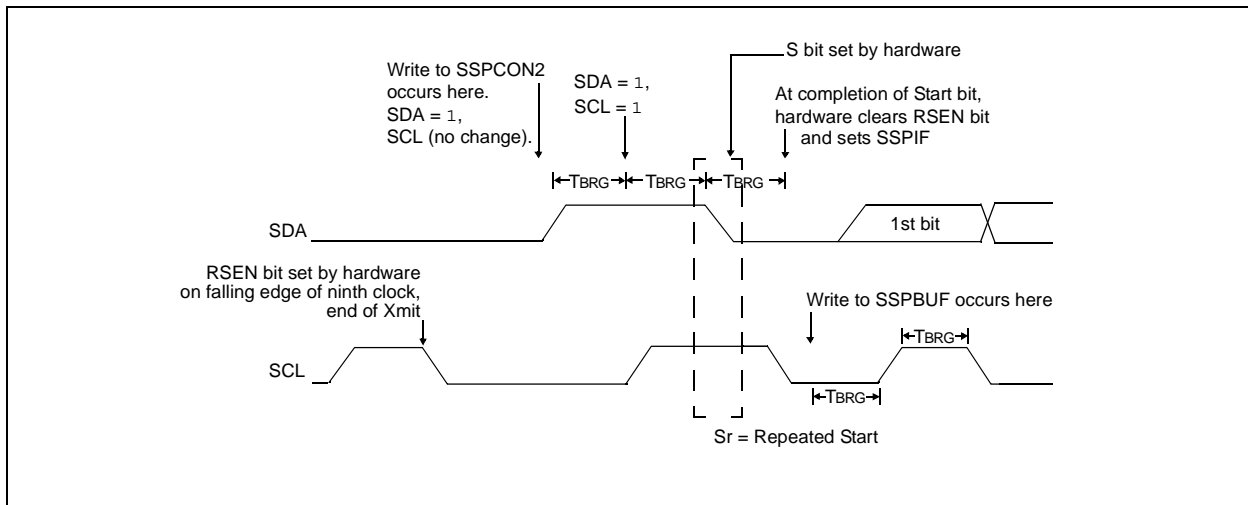 S bit set by hardware
Write to SSPCON2
occurs here.
SDA = 1,
SCL (no change).
SDA = 1,
SCL = 1
At completion of Start bit,
hardware clears RSEN bit
and sets SSPIF
TBRG
TBRG
TBRG
SDA
1st bit
RSEN bit set by hardware
on falling edge of ninth clock,
end of Xmit
Write to SSPBUF occurs here
TBRG
SCL
TBRG
Sr = Repeated Start